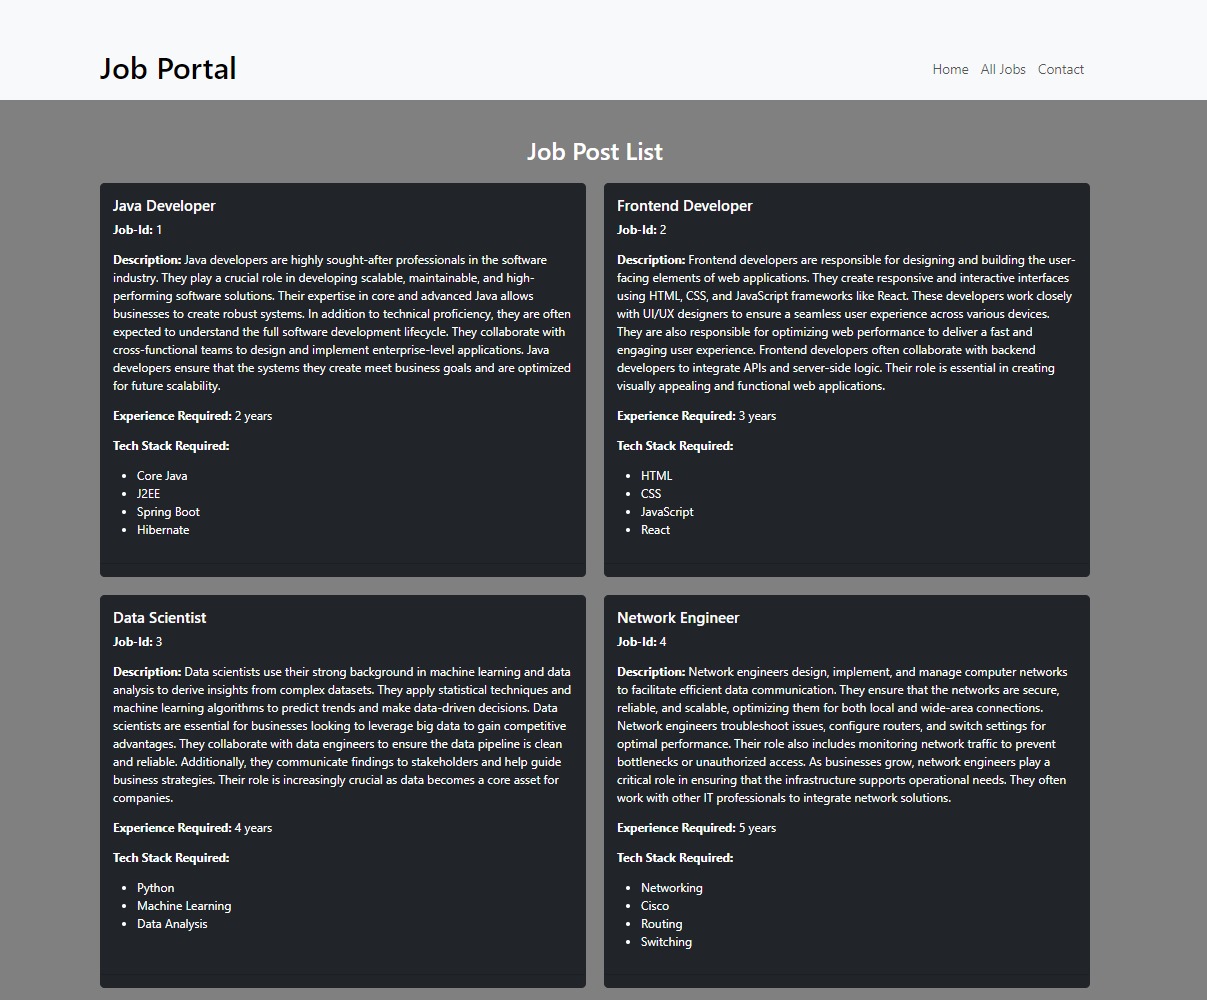 Job Portal
Home All Jobs Contact
Job Post List
Java Developer
Job-Id: 1
Description: Java developers are highly sought-after professionals in the software
industry. They play a crucial role in developing scalable, maintainable, and high-
performing software solutions. Their expertise in core and advanced Java allows
businesses to create robust systems. In addition to technical proficiency, they are often
expected to understand the full software development lifecycle. They collaborate with
cross-functional teams to design and implement enterprise-level applications. Java
developers ensure that the systems they create meet business goals and are optimized
for future scalability.
Experience Required: 2 years
Tech Stack Required:
• Core Java
• J2EE
• Spring Boot
• Hibernate
Frontend Developer
Job-Id: 2
Description: Frontend developers are responsible for designing and building the user-
facing elements of web applications. They create responsive and interactive interfaces
using HTML, CSS, and JavaScript frameworks like React. These developers work closely
with UI/UX designers to ensure a seamless user experience across various devices.
They are also responsible for optimizing web performance to deliver a fast and
engaging user experience. Frontend developers often collaborate with backend
developers to integrate APIs and server-side logic. Their role is essential in creating
visually appealing and functional web applications.
Experience Required: 3 years
Tech Stack Required:
• HTML
• CSS
• JavaScript
• React
Data Scientist
Job-Id: 3
Description: Data scientists use their strong background in machine learning and data
analysis to derive insights from complex datasets. They apply statistical techniques and
machine learning algorithms to predict trends and make data-driven decisions. Data
scientists are essential for businesses looking to leverage big data to gain competitive
advantages. They collaborate with data engineers to ensure the data pipeline is clean
and reliable. Additionally, they communicate findings to stakeholders and help guide
business strategies. Their role is increasingly crucial as data becomes a core asset for
companies.
Experience Required: 4 years
Tech Stack Required:
• Python
• Machine Learning
• Data Analysis
Network Engineer
Job-Id: 4
Description: Network engineers design, implement, and manage computer networks
to facilitate efficient data communication. They ensure that the networks are secure,
reliable, and scalable, optimizing them for both local and wide-area connections.
Network engineers troubleshoot issues, configure routers, and switch settings for
optimal performance. Their role also includes monitoring network traffic to prevent
bottlenecks or unauthorized access. As businesses grow, network engineers play a
critical role in ensuring that the infrastructure supports operational needs. They often
work with other IT professionals to integrate network solutions.
Experience Required: 5 years
Tech Stack Required:
• Networking
• Cisco
• Routing
• Switching